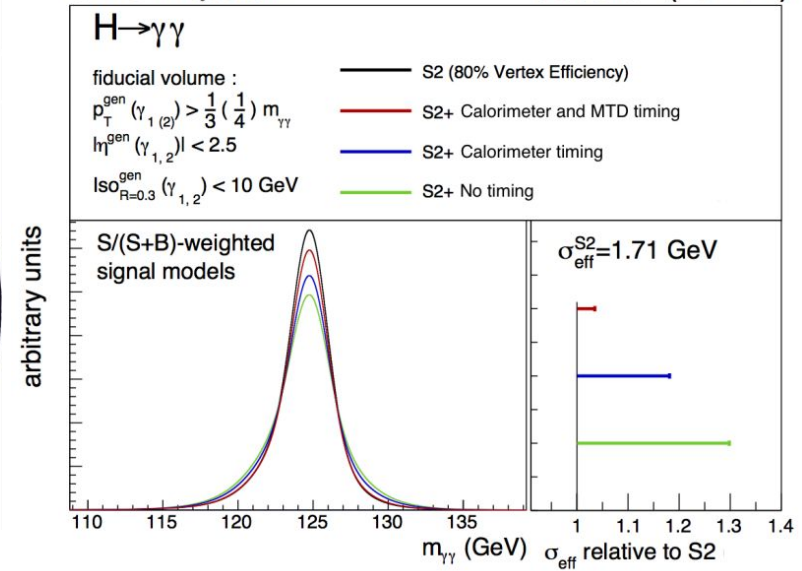 H→γγ
fiducial volume :
p_T^gen (γ_1 (2)) > 1/3 ( 1/4 ) m_γγ
|η^gen (γ_1, 2)| < 2.5
Iso_R=0.3^gen (γ_1, 2) < 10 GeV
S2 (80% Vertex Efficiency)
S2+ Calorimeter and MTD timing
S2+ Calorimeter timing
S2+ No timing
S/(S+B)-weighted
signal models
σ_eff^S2=1.71 GeV
arbitrary units
110 115 120 125 130 135
m_γγ (GeV)
1 1.1 1.2 1.3 1.4
σ_eff relative to S2